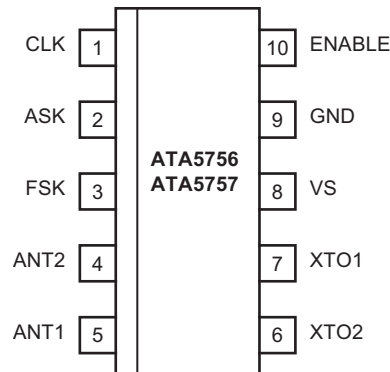 CLK 1 10 ENABLE
ASK 2 9 GND
ATA5756
ATA5757
FSK 3 8 VS
ANT2 4 7 XTO1
ANT1 5 6 XTO2